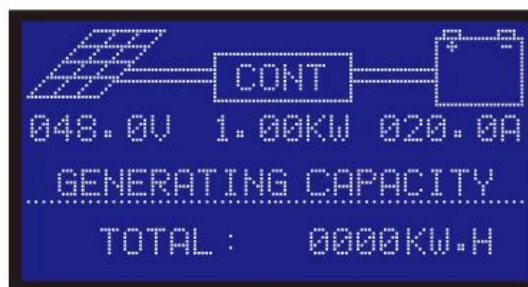 CONT
+ -
048.0V 1.00KW 020.0A
GENERATING CAPACITY
TOTAL: 0000KW.H